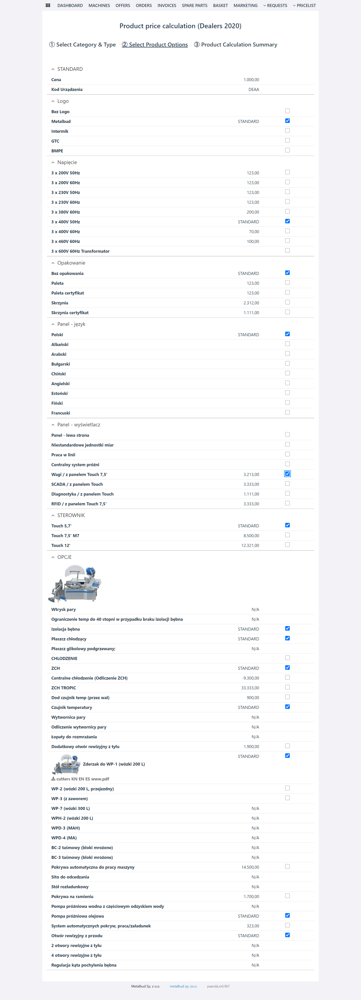 DASHBOARD MACHINES OFFERS ORDERS INVOICES SPARE PARTS BASKET MARKETING REQUESTS PRICELIST
Product price calculation (Dealers 2020)
① Select Category & Type ② Select Product Options ③ Product Calculation Summary
STANDARD
Cena 1.000,00
Kod Urządzenia DEAA
Logo
Bez Logo
Metalbud STANDARD
Intermik
GTC
BMPE
Napięcie
3 x 200V 50Hz 123,00
3 x 200V 60Hz 123,00
3 x 230V 50Hz 123,00
3 x 230V 60Hz 123,00
3 x 380V 60Hz 200,00
3 x 400V 50Hz STANDARD
3 x 400V 60Hz 70,00
3 x 460V 60Hz 100,00
3 x 600V 60Hz Transformator
Opakowanie
Bez opakowania STANDARD
Paleta 123,00
Paleta certyfikat 123,00
Skrzynia 2.312,00
Skrzynia certyfikat 1.111,00
Panel - język
Polski STANDARD
Albański
Arabski
Bułgarski
Chiński
Angielski
Estoński
Fiński
Francuski
Panel - wyświetlacz
Panel - lewa strona
Niestandardowe jednostki miar
Praca w linii
Centralny system próżni
Wagi / z panelem Touch 7,5' 3.213,00
SCADA / z panelem Touch 3.333,00
Diagnostyka / z panelem Touch 1.111,00
RFID / z panelem Touch 7,5' 3.333,00
STEROWNIK
Touch 5,7' STANDARD
Touch 7,5' M7 8.500,00
Touch 12' 12.321,00
OPCJE
Wtrysk pary N/A
Ograniczenie temp do 40 stopni w przypadku braku izolacji bębna N/A
Izolacja bębna STANDARD
Płaszcz chłodzący STANDARD
Płaszcz glikolowy podgrzewany; N/A
CHLODZENIE
ZCH STANDARD
Centralne chłodzenie (Odliczenie ZCH) -9.300,00
ZCH TROPIC 33.333,00
Dod czujnik temp (przez wał) 900,00
Czujnik temperatury STANDARD
Wytwornica pary N/A
Odliczenie wytwornicy pary N/A
Łopaty do rozmrażania N/A
Dodatkowy otwór rewizyjny z tyłu 1.900,00
Zderzak do WP-1 (wózki 200 L) STANDARD
cutters KN EN ES www.pdf
WP-2 (wózki 200 L, przejezdny)
WP-3 (z zaworem)
WP-7 (wózki 300 L) N/A
WPH-2 (wózki 200 L) N/A
WPD-3 (MAH) N/A
WPD-4 (MA) N/A
BC-2 taśmowy (bloki mrożone) N/A
BC-3 taśmowy (bloki mrożone) N/A
Pokrywa automatyczna do pracy maszyny 14.500,00
Sito do odcedzania N/A
Stół rozładunkowy N/A
Pokrywa na ramieniu 1.700,00
Pompa próżniowa wodna z częściowym odzyskiem wody N/A
Pompa próżniowa olejowa STANDARD
System automatycznych pokryw, praca/załadunek 323,00
Otwór rewizyjny z przodu STANDARD
2 otwory rewizyjne z tyłu N/A
4 otwory rewizyjne z tyłu N/A
Regulacja kąta pochylenia bębna N/A
Metalbud Sp. z o.o. metalbud sp. zo.o. paanda.io0.967